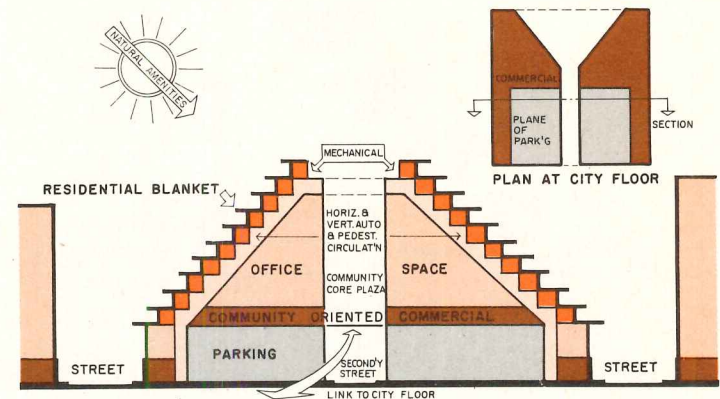 NATURAL AMENITIES
COMMERCIAL
PLANE
OF
PARK'G
SECTION
PLAN AT CITY FLOOR
MECHANICAL
RESIDENTIAL BLANKET
HORIZ. &
VERT. AUTO
& PEDEST.
CIRCULAT'N
OFFICE
SPACE
COMMUNITY
CORE PLAZA
COMMUNITY ORIENTED COMMERCIAL
PARKING
STREET
SECOND'Y
STREET
STREET
LINK TO CITY FLOOR